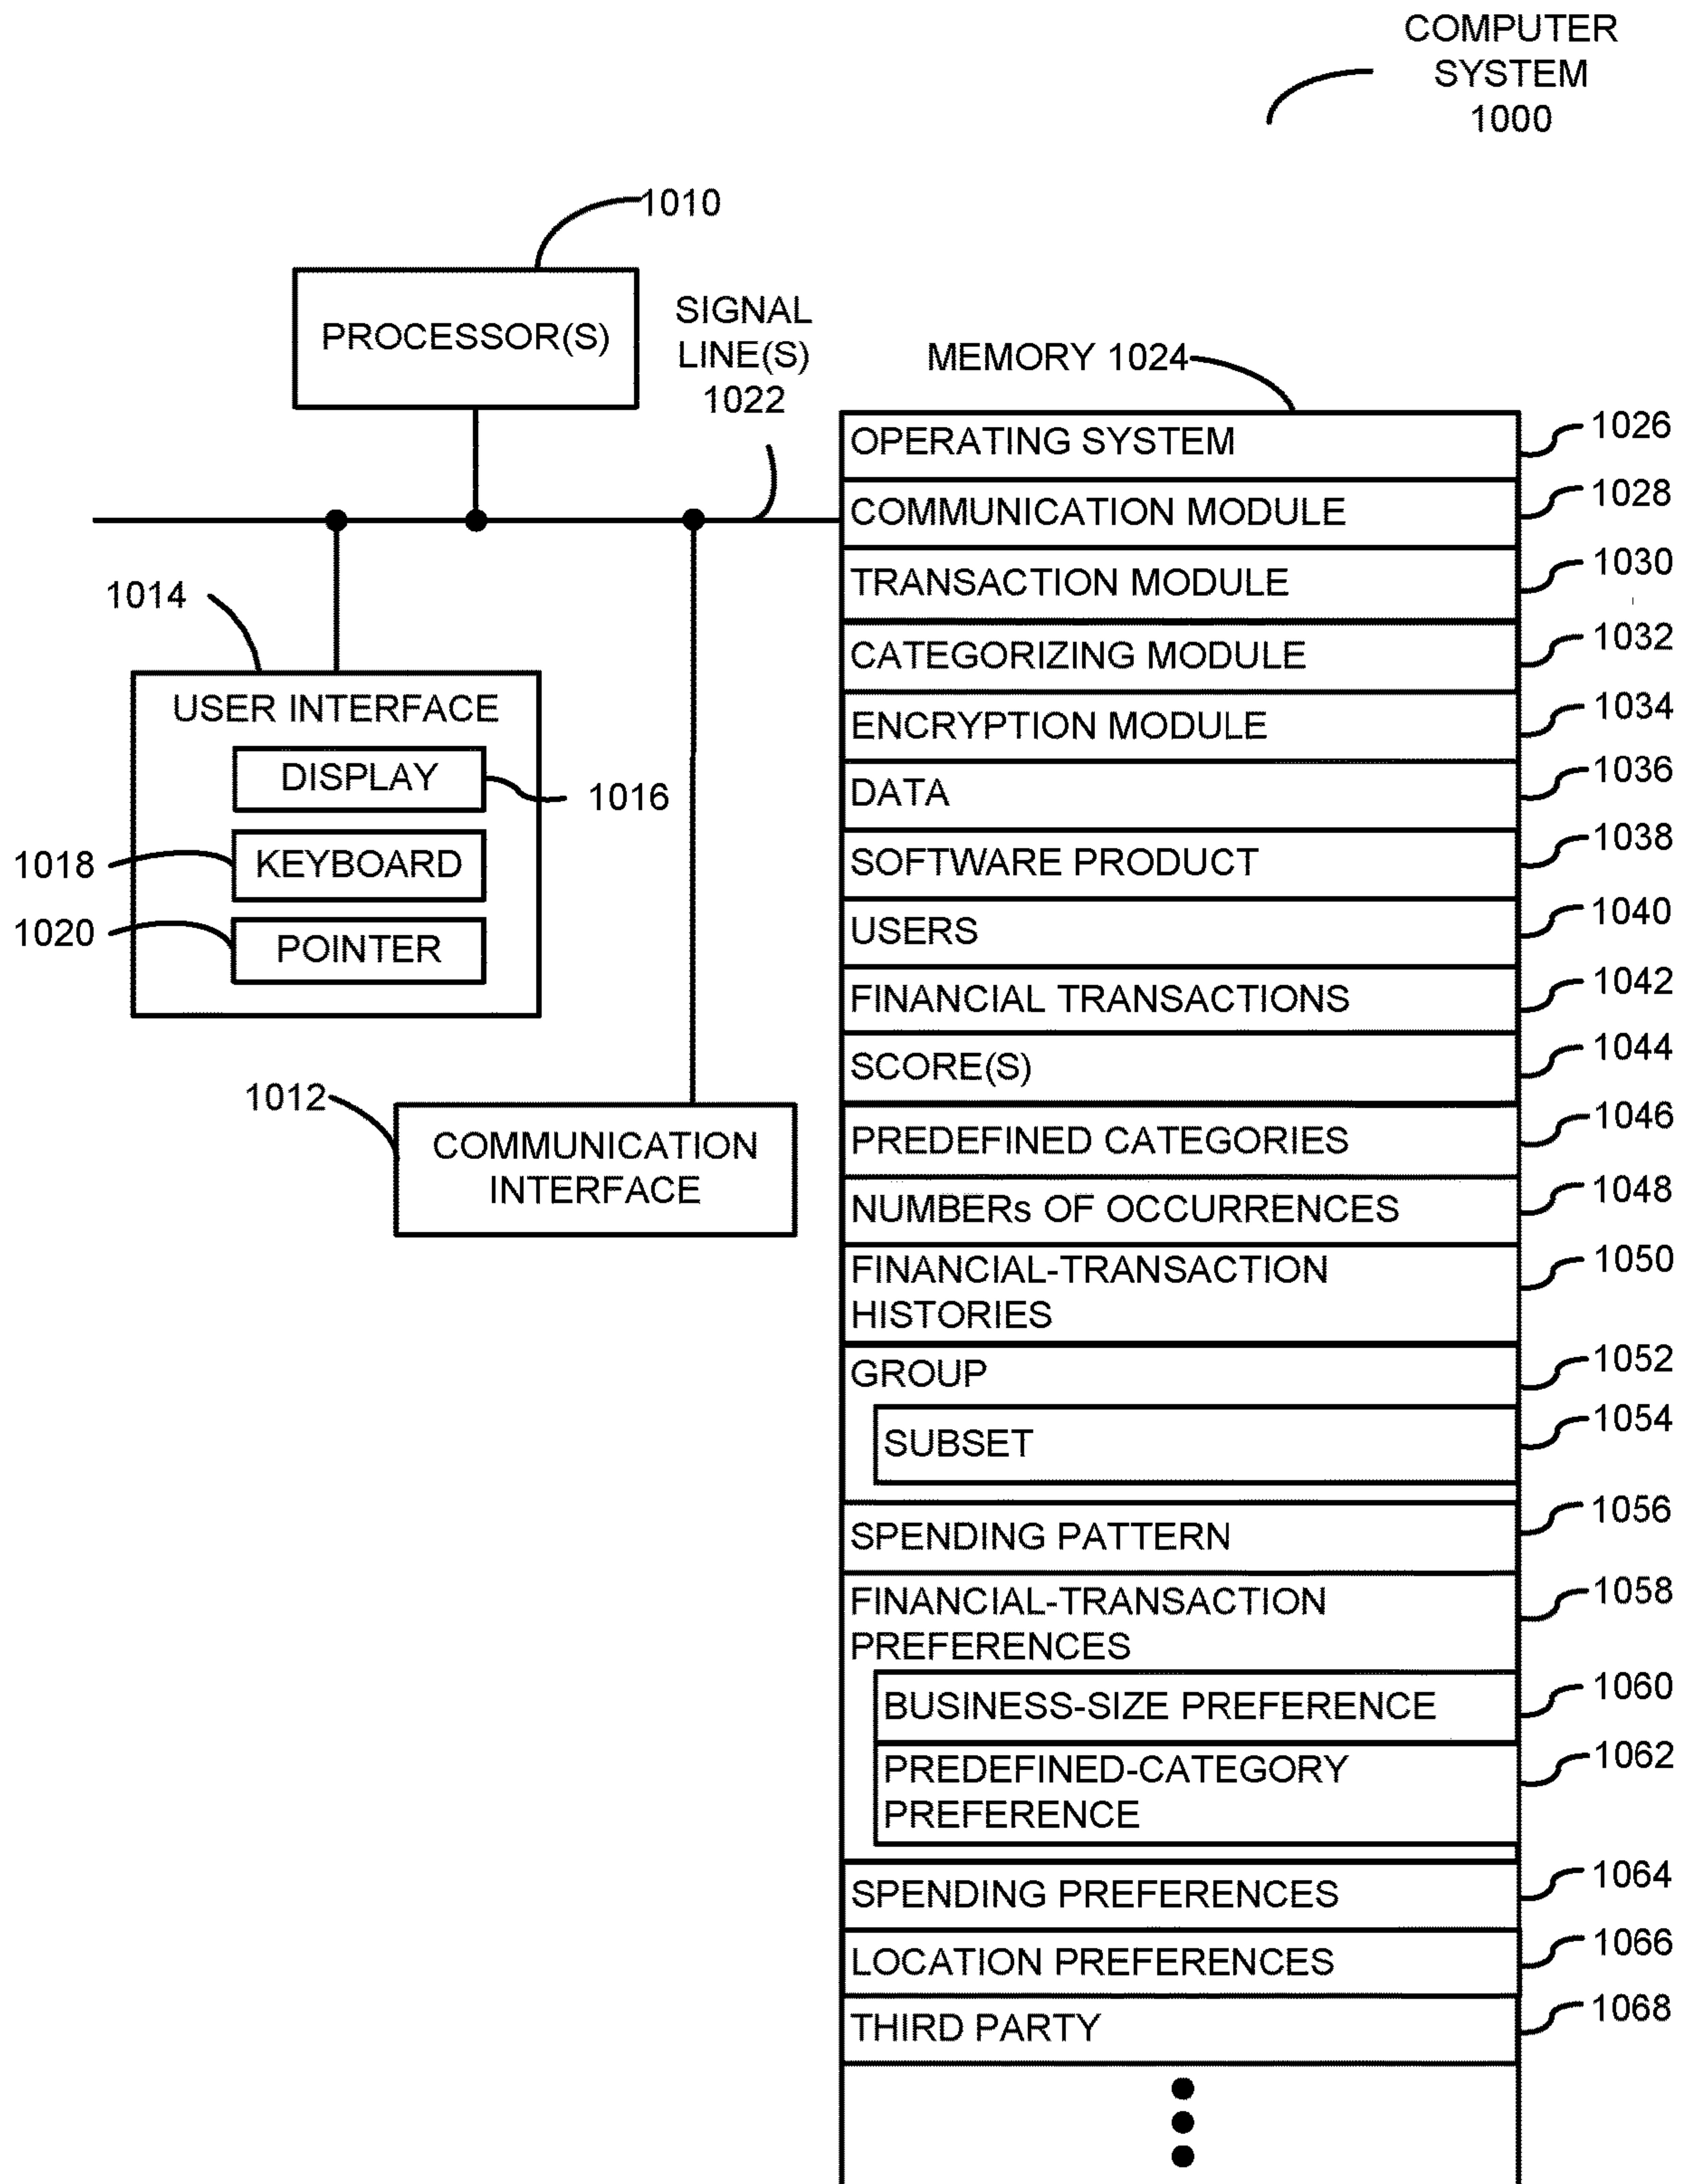 COMPUTER
SYSTEM
1000
1010
PROCESSOR(S)
SIGNAL
LINE(S)
1022
MEMORY 1024
OPERATING SYSTEM
1026
COMMUNICATION MODULE
1028
TRANSACTION MODULE
1030
CATEGORIZING MODULE
1032
ENCRYPTION MODULE
1034
DATA
1036
SOFTWARE PRODUCT
1038
USERS
1040
FINANCIAL TRANSACTIONS
1042
SCORE(S)
1044
PREDEFINED CATEGORIES
1046
NUMBERs OF OCCURRENCES
1048
FINANCIAL-TRANSACTION
HISTORIES
1050
GROUP
1052
SUBSET
1054
SPENDING PATTERN
1056
FINANCIAL-TRANSACTION
PREFERENCES
1058
BUSINESS-SIZE PREFERENCE
1060
PREDEFINED-CATEGORY
PREFERENCE
1062
SPENDING PREFERENCES
1064
LOCATION PREFERENCES
1066
THIRD PARTY
1068
1014
USER INTERFACE
DISPLAY
1016
1018
KEYBOARD
1020
POINTER
1012
COMMUNICATION
INTERFACE